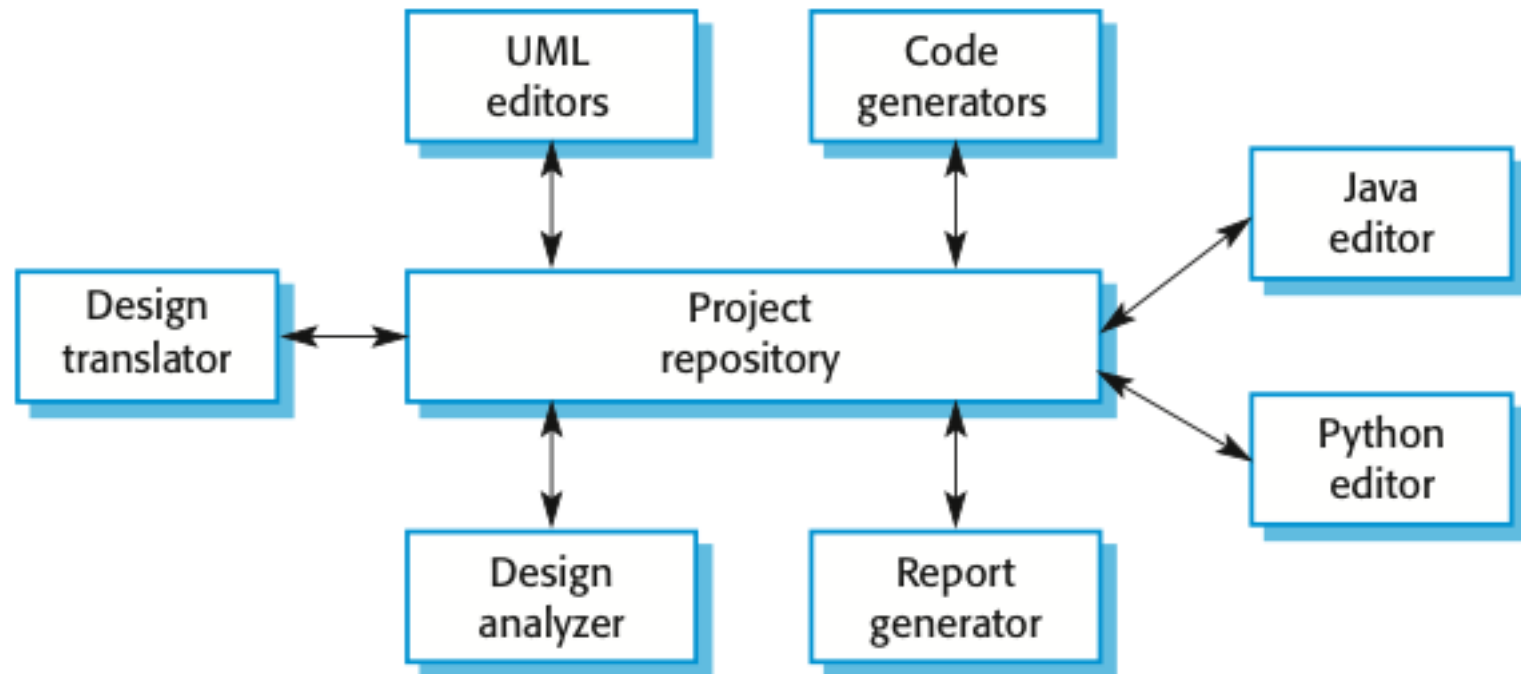 UML
editors
Code
generators
Java
editor
Design
translator
Project
repository
Python
editor
Design
analyzer
Report
generator